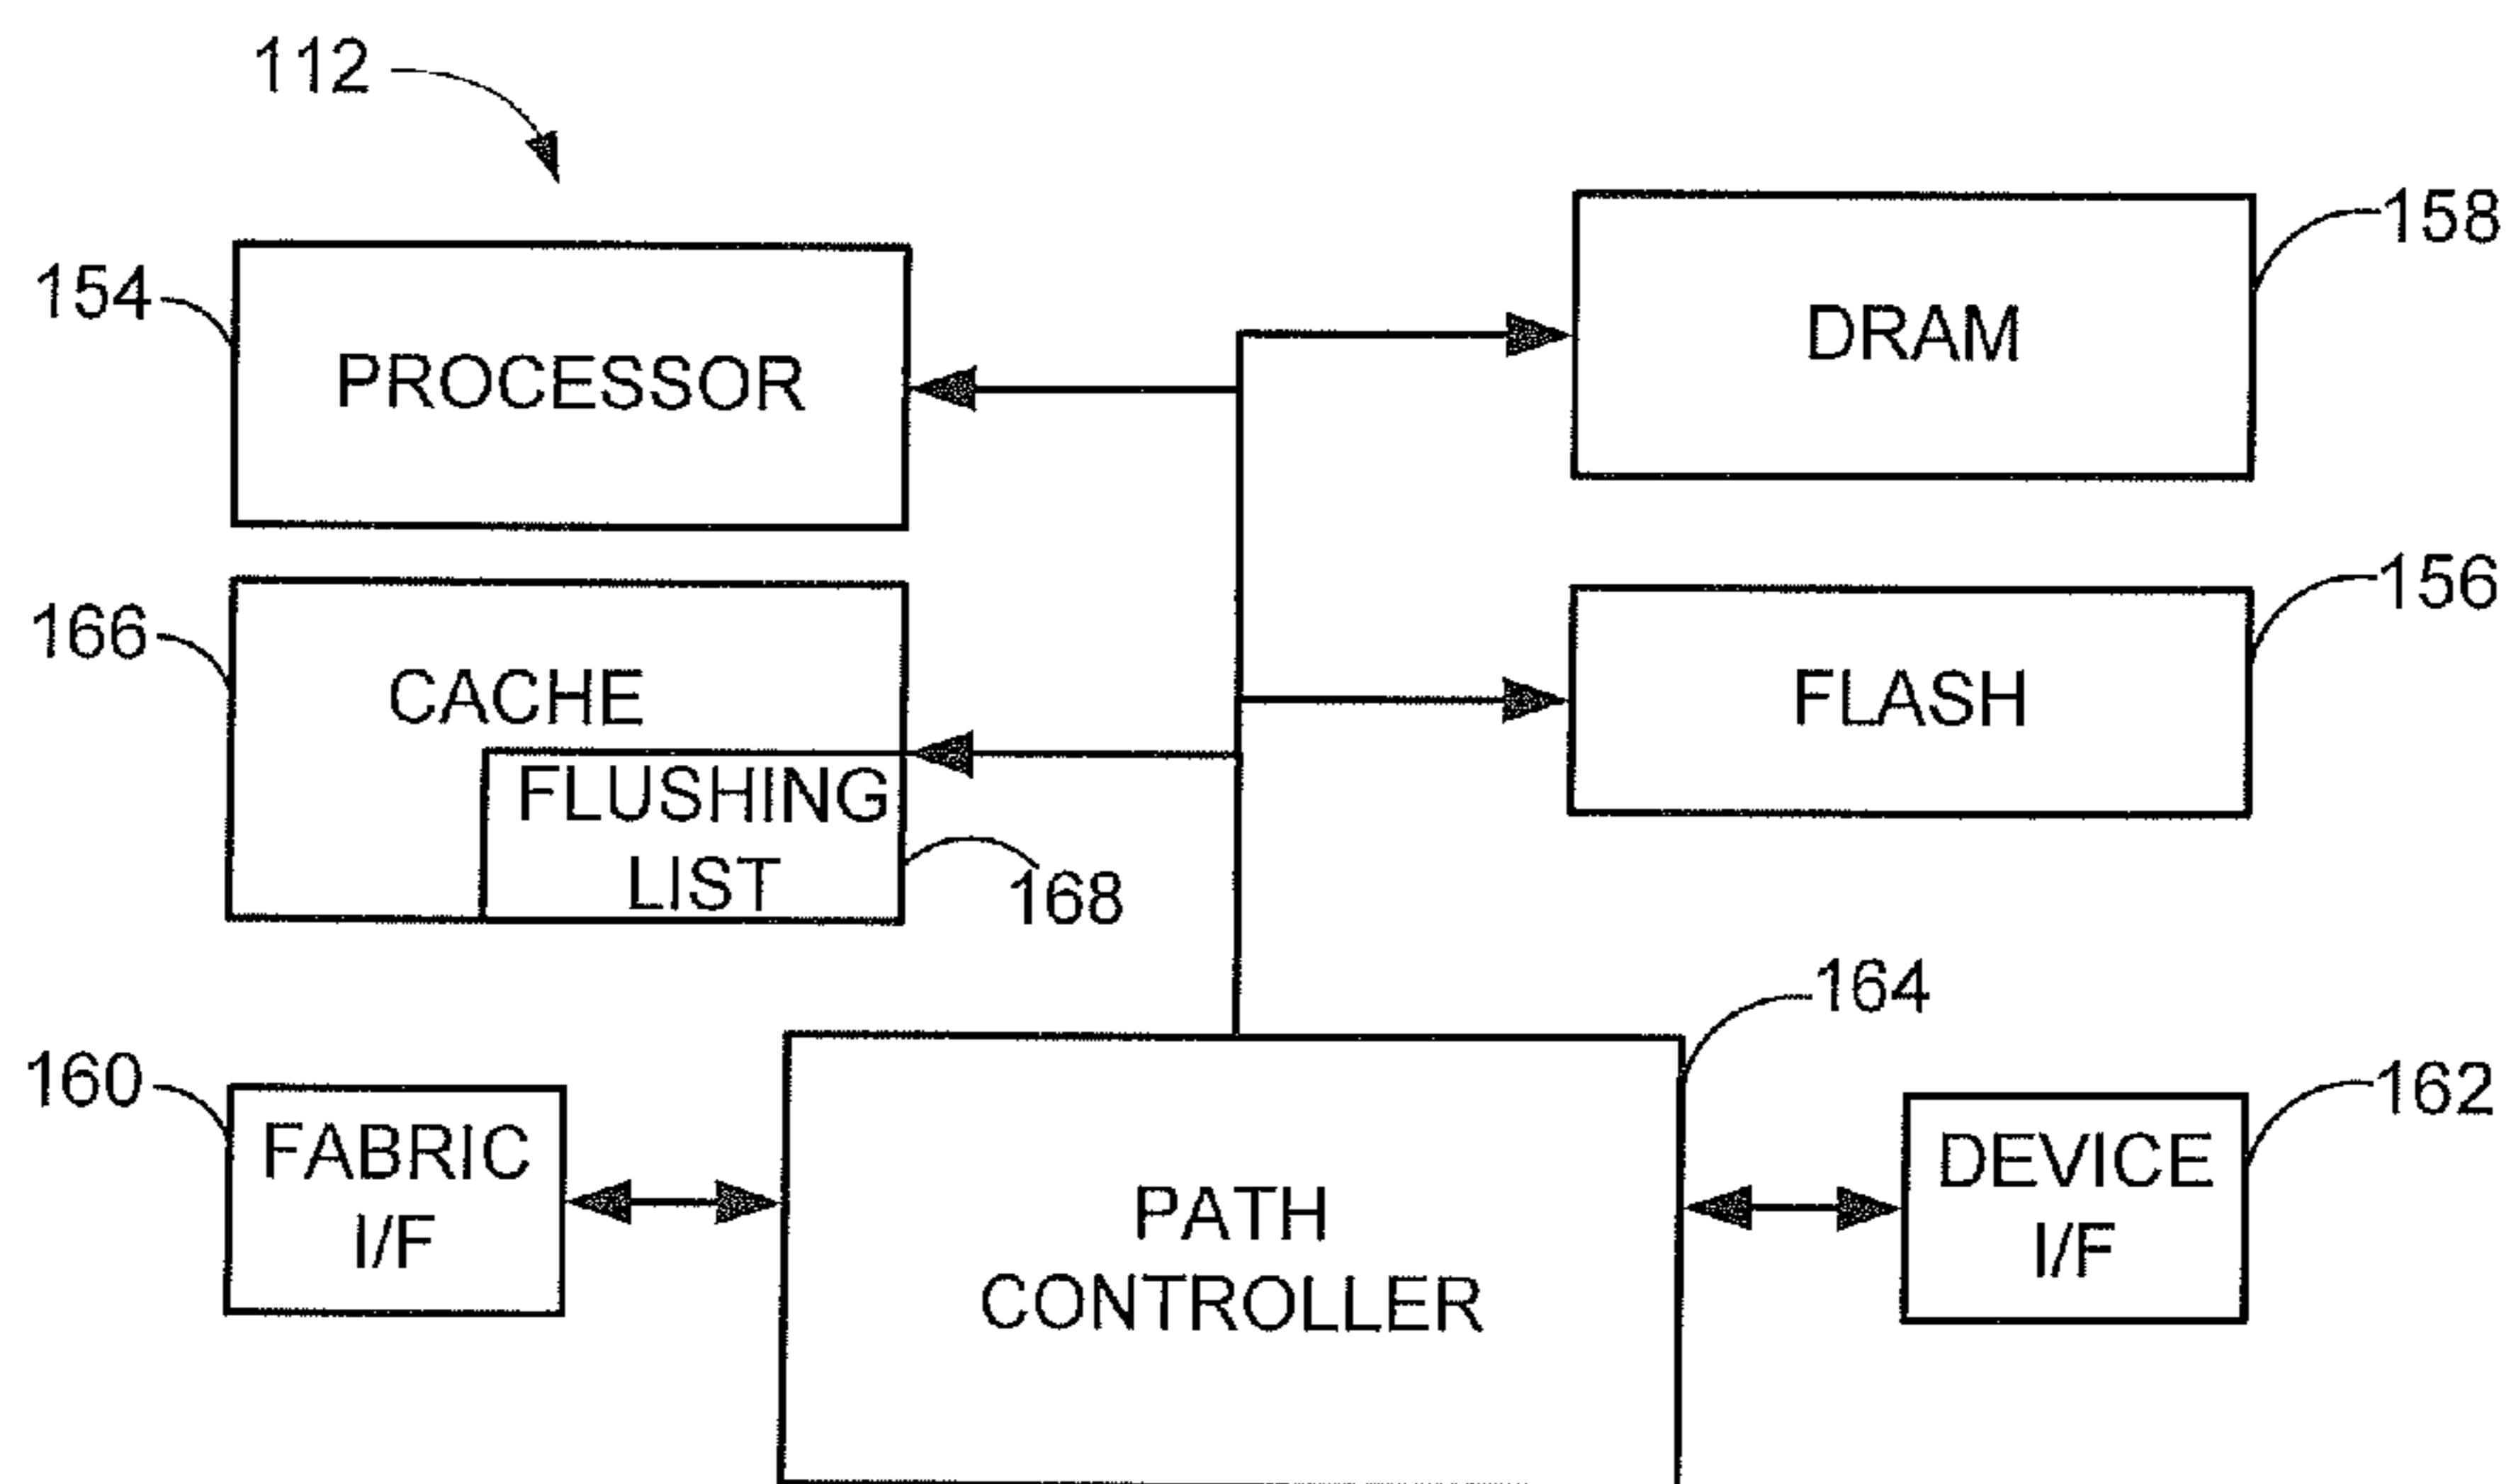 112
158
154
DRAM
PROCESSOR
156
166
CACHE
FLASH
FLUSHING
LIST
168
164
160
162
FABRIC
I/F
DEVICE
I/F
PATH
CONTROLLER